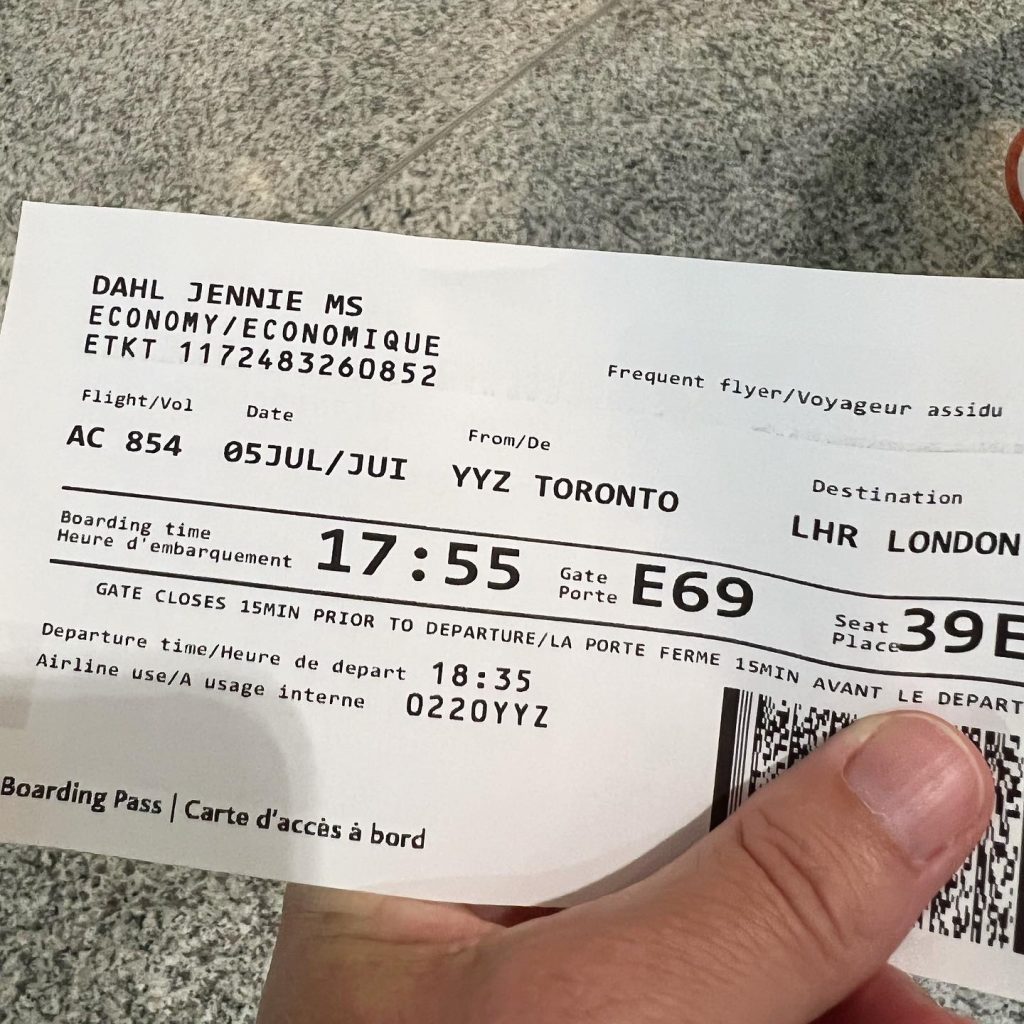 DAHL JENNIE MS
ECONOMY/ECONOMIQUE
ETKT 1172483260852
Frequent flyer/Voyageur assidu
Flight/Vol Date From/De Destination
AC 854 05JUL/JUI YYZ TORONTO LHR LONDON
Boarding time
Heure d'embarquement 17:55
Gate
Porte E69
Seat
Place 39E
GATE CLOSES 15MIN PRIOR TO DEPARTURE/LA PORTE FERME 15MIN AVANT LE DEPART
Departure time/Heure de depart 18:35
Airline use/A usage interne 0220YYZ
Boarding Pass | Carte d'accès à bord